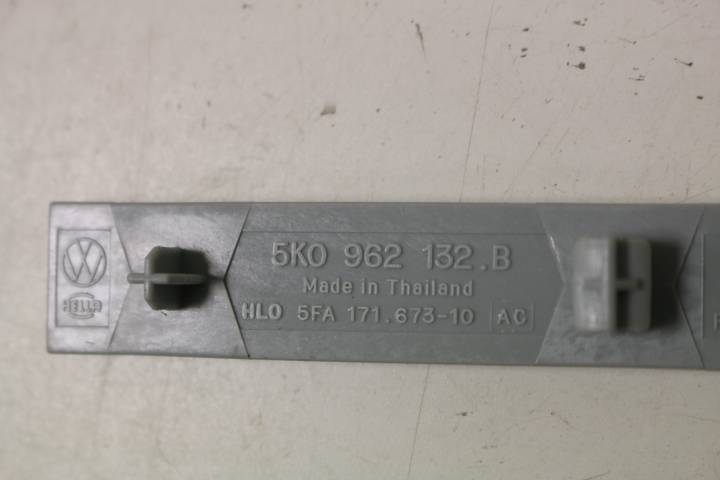 5K0 962 132.B
Made in Thailand
HLO 5FA 171.673-10 AC
HELLA